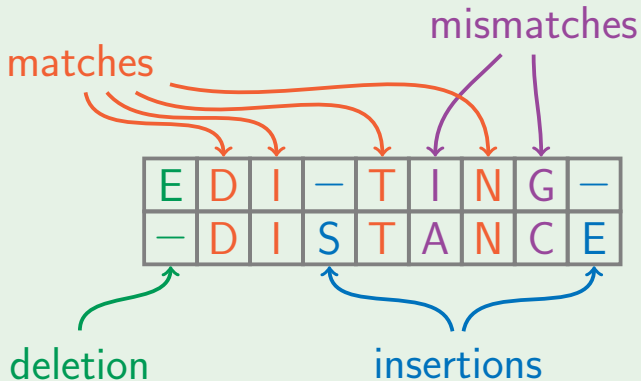 mismatches
matches
E D I – T I N G –
– D I S T A N C E
deletion insertions